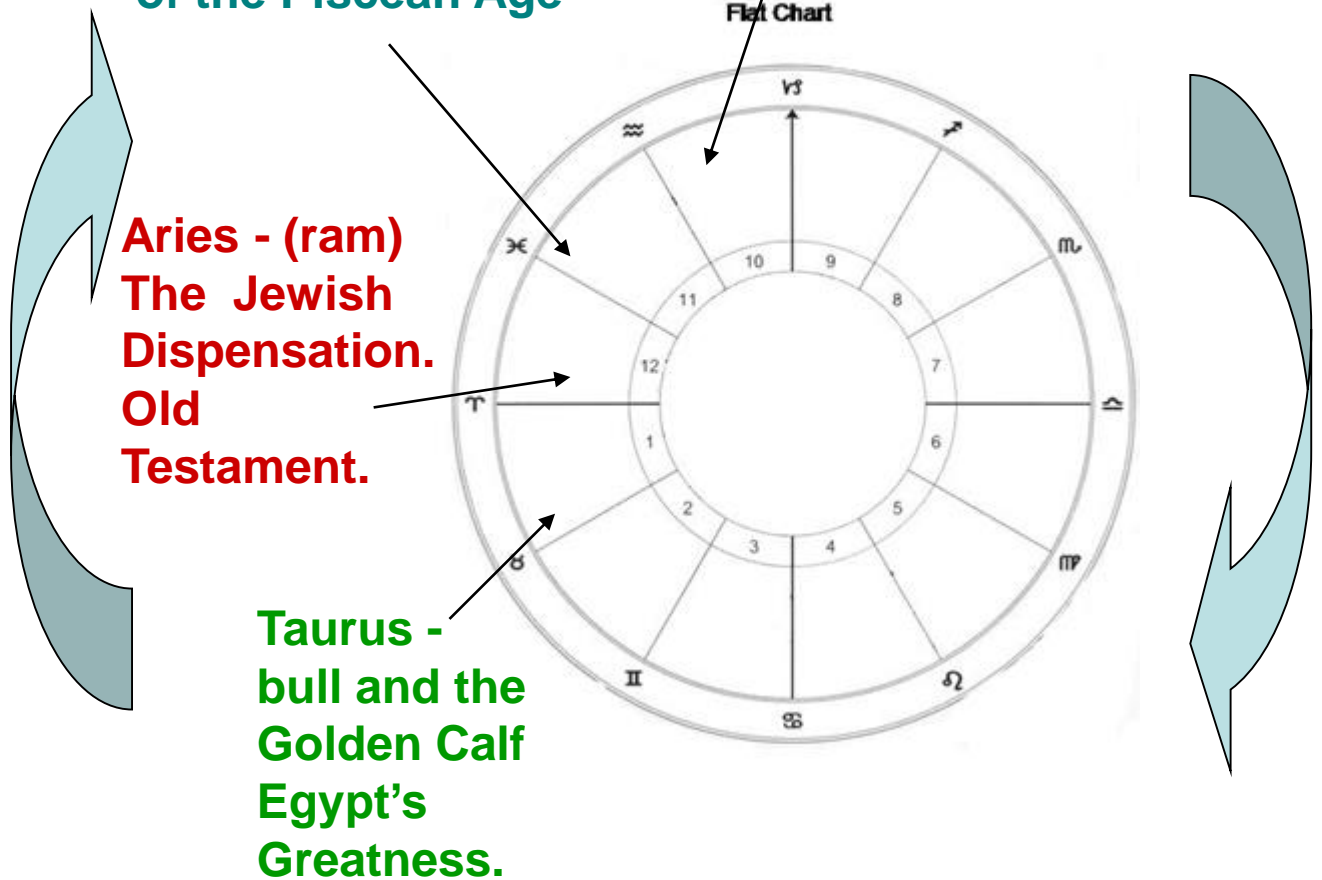 of the Piscean Age
Flat Chart
♑
♒
♐
Aries - (ram)
The Jewish
Dispensation.
Old
Testament.
♓
♏
10
9
11
8
12
7
♈
♎
1
6
2
5
3
4
♉
♍
Taurus -
bull and the
Golden Calf
Egypt’s
Greatness.
♊
♌
♋